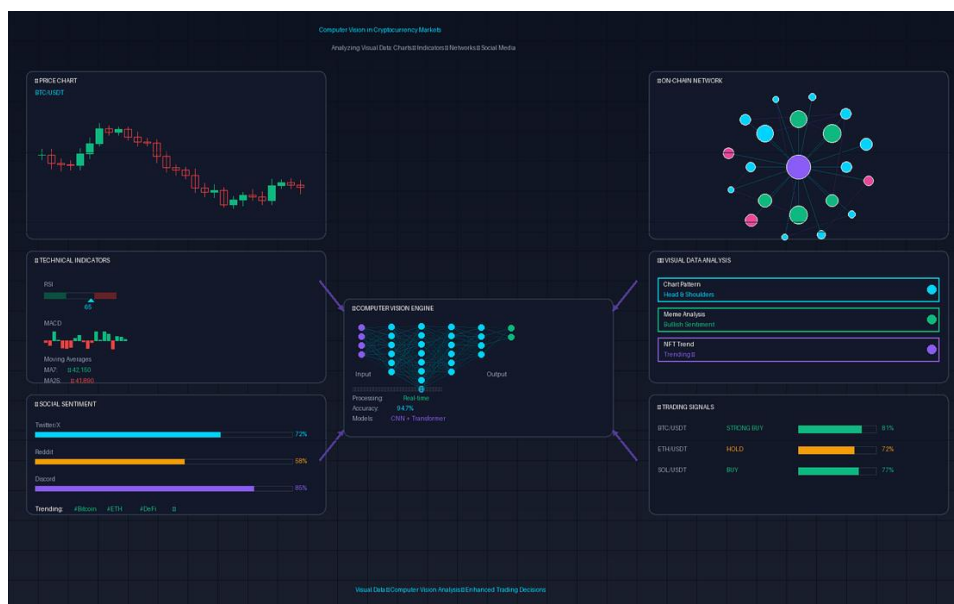 Computer Vision in Cryptocurrency Markets
Analyzing Visual Data: Charts Indicators Networks Social Media
PRICE CHART
BTC/USDT
ON-CHAIN NETWORK
TECHNICAL INDICATORS
RSI
65
MACD
Moving Averages
MA7: 42,150
MA25: 41,890
VISUAL DATA ANALYSIS
Chart Pattern
Head & Shoulders
Meme Analysis
Bullish Sentiment
NFT Trend
Trending
COMPUTER VISION ENGINE
Input
Output
Processing: Real-time
Accuracy: 94.7%
Models: CNN + Transformer
SOCIAL SENTIMENT
Twitter/X
72%
Reddit
58%
Discord
85%
Trending: #Bitcoin #ETH #DeFi
TRADING SIGNALS
BTC/USDT STRONG BUY 81%
ETH/USDT HOLD 72%
SOL/USDT BUY 77%
Visual Data Computer Vision Analysis Enhanced Trading Decisions